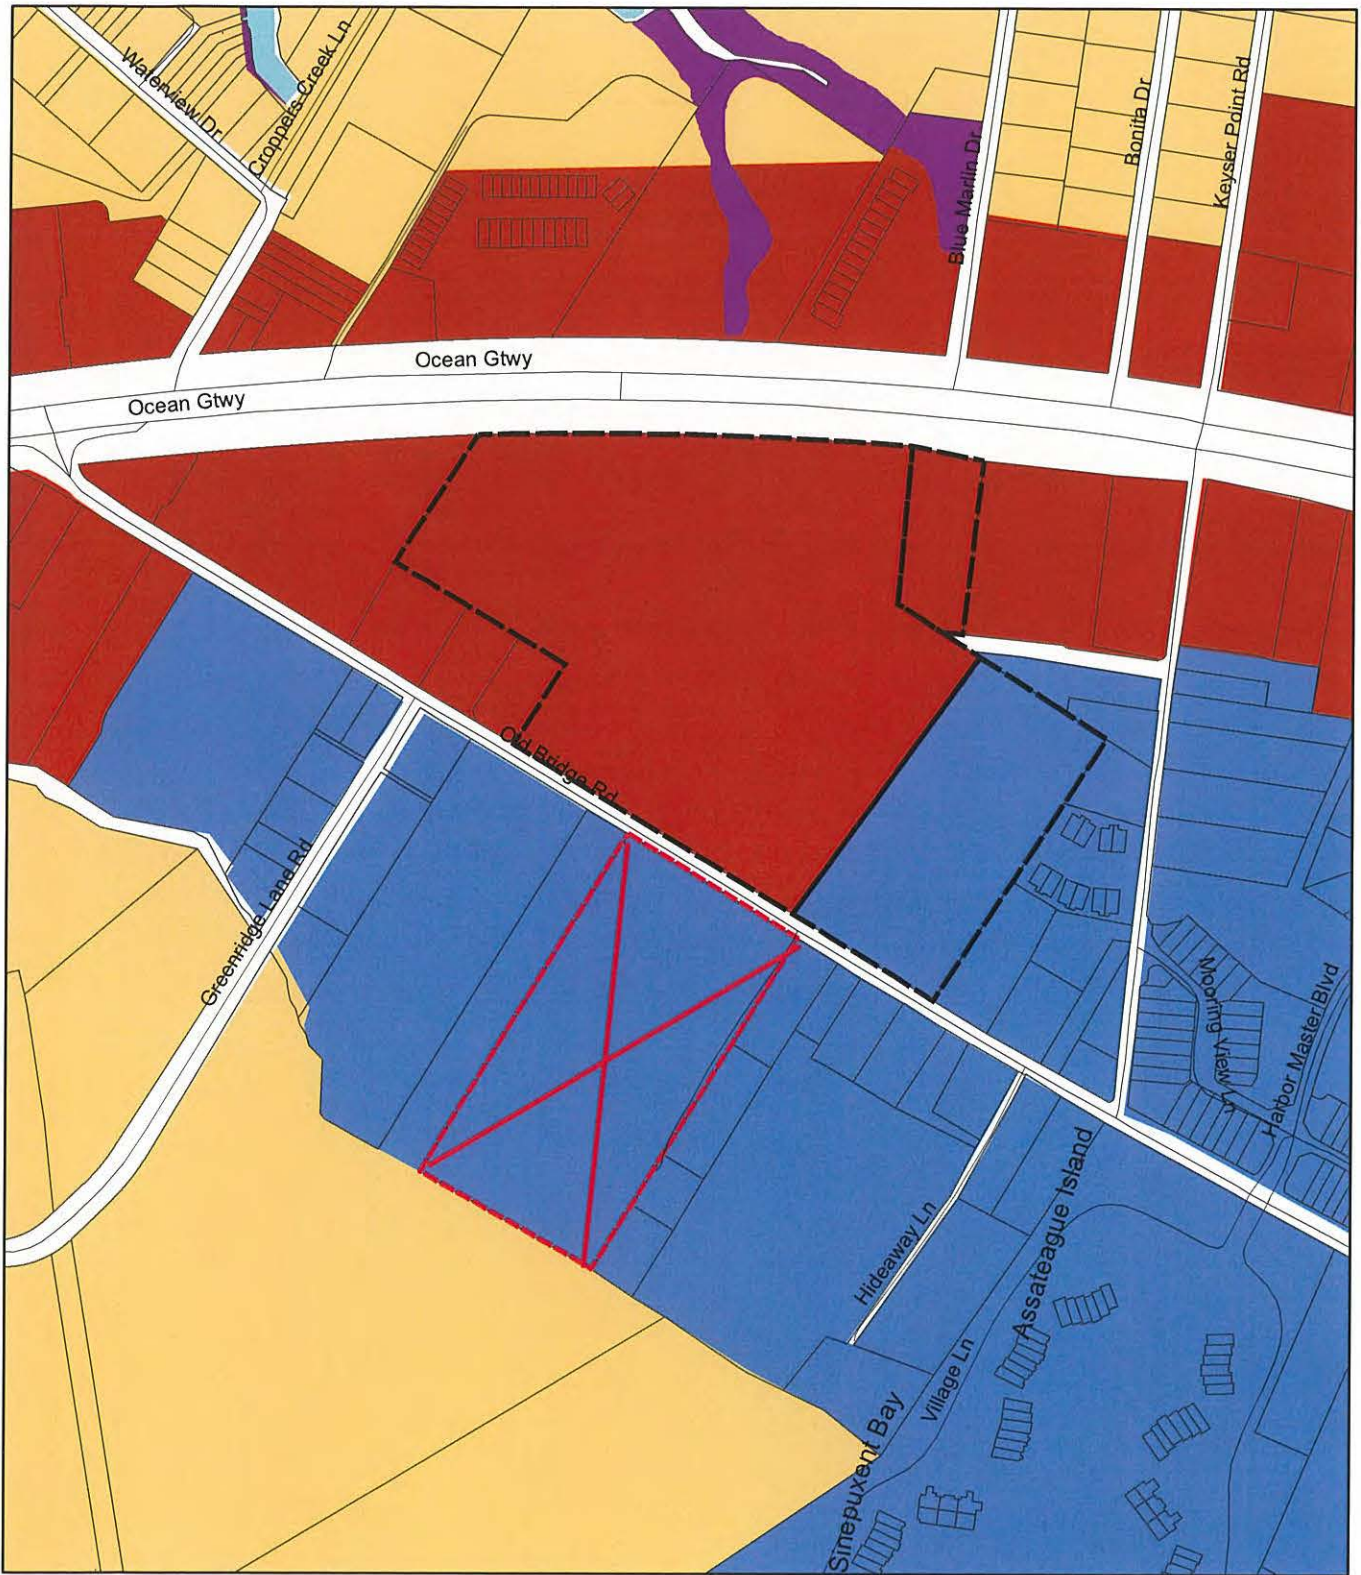 Waterview Dr
Croppers Creek Ln
Blue Marlin Dr
Bonita Dr
Keyser Point Rd
Ocean Gtwy
Ocean Gtwy
Old Bridge Rd
Greenridge Lane Rd
Mooring View Ln
Harbor Master Blvd
Hideaway Ln
Assateague Island
Village Ln
Sinepuxent Bay